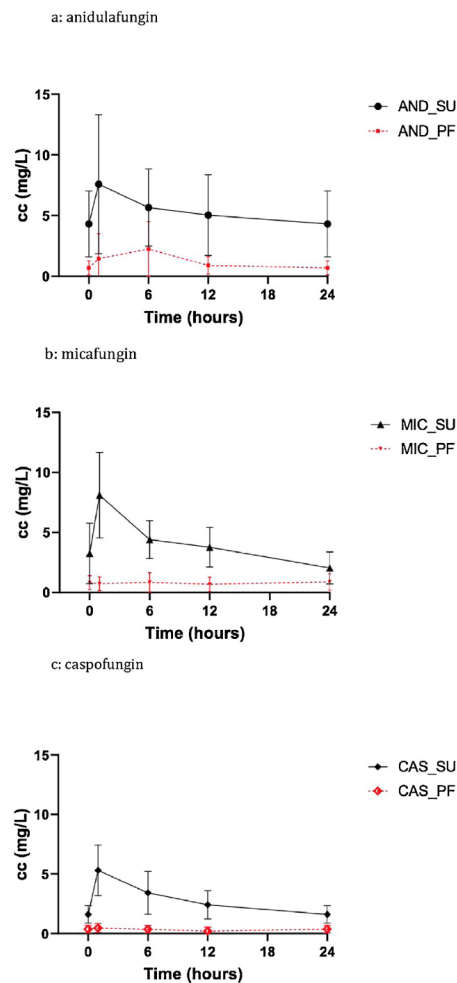 a: anidulafungin
15
10
5
0
cc (mg/L)
0 6 12 18 24
Time (hours)
AND_SU
AND_PF
b: micafungin
15
10
5
0
cc (mg/L)
0 6 12 18 24
Time (hours)
MIC_SU
MIC_PF
c: caspofungin
15
10
5
0
cc (mg/L)
0 6 12 18 24
Time (hours)
CAS_SU
CAS_PF